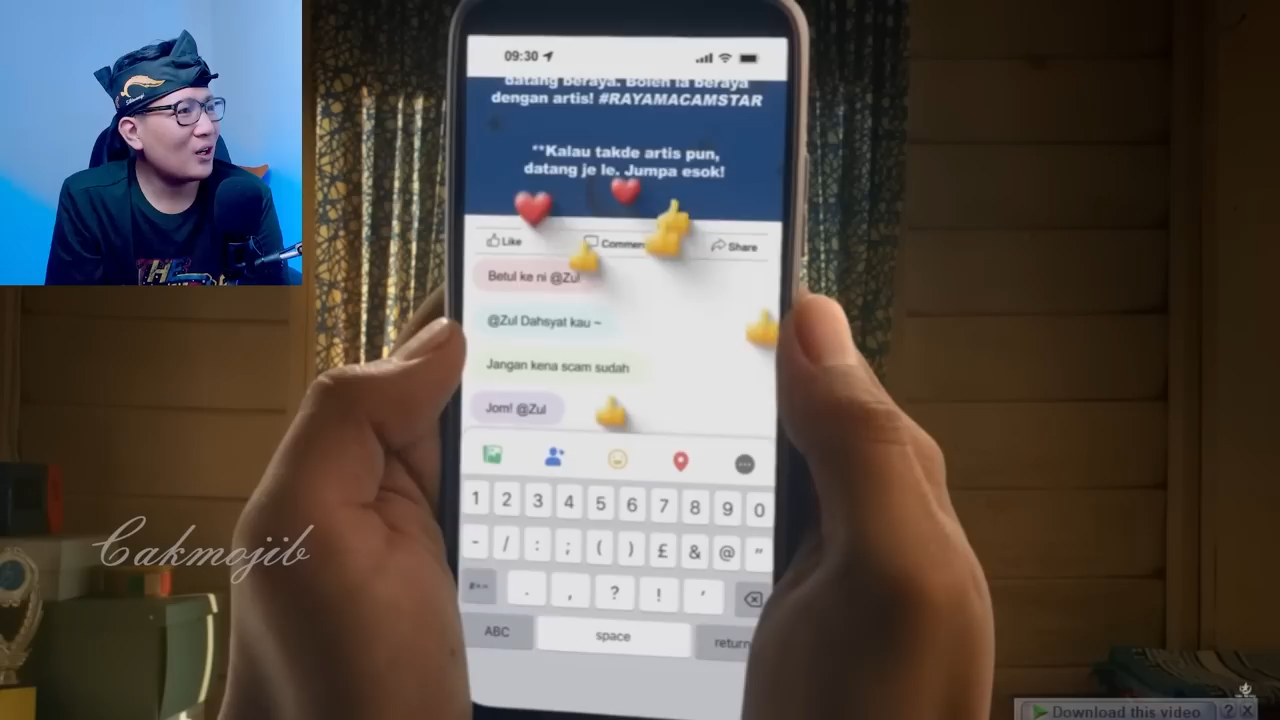 09:30
datang beraya. Boleh la beraya
dengan artis! #RAYAMACAMSTAR
**Kalau takde artis pun,
datang je le. Jumpa esok!
Like
Comment
Share
Betul ke ni @Zul
@Zul Dahsyat kau ~
Jangan kena scam sudah
Jom! @Zul
1 2 3 4 5 6 7 8 9 0
- / : ; ( ) £ & @ "
#+= . , ? ! '
ABC space return
Cakmojib
THE
Download this video ? X